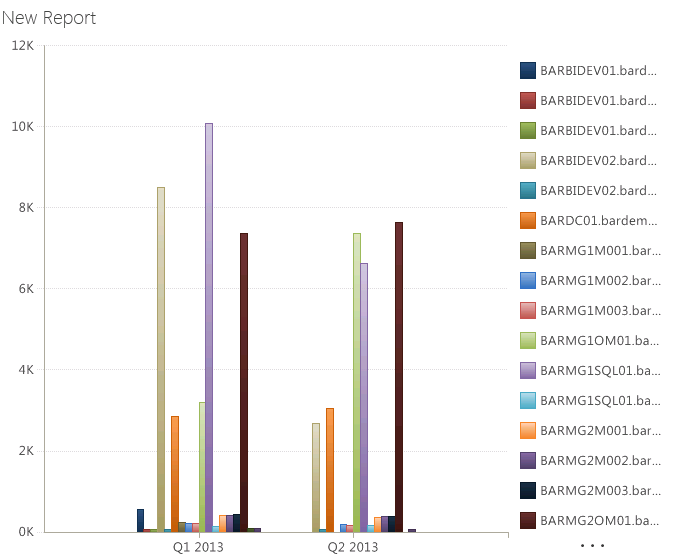 New Report
12K
10K
8K
6K
4K
2K
0K
Q1 2013
Q2 2013
BARBIDEV01.bard...
BARBIDEV01.bard...
BARBIDEV01.bard...
BARBIDEV02.bard...
BARBIDEV02.bard...
BARDC01.bardem...
BARMG1M001.bar...
BARMG1M002.bar...
BARMG1M003.bar...
BARMG1OM01.ba...
BARMG1SQL01.ba...
BARMG1SQL01.ba...
BARMG2M001.bar...
BARMG2M002.bar...
BARMG2M003.bar...
BARMG2OM01.ba...
...